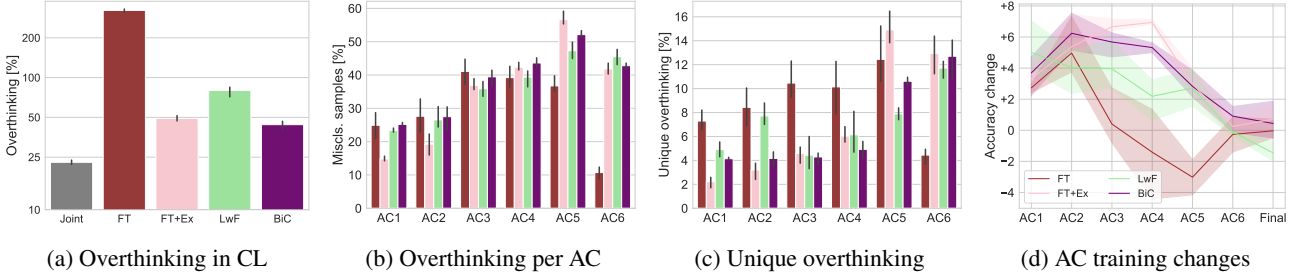 Overthinking [%]
200
100
50
25
10
Joint FT FT+Ex LwF BiC
(a) Overthinking in CL
Miscls. samples [%]
60
50
40
30
20
10
0
AC1 AC2 AC3 AC4 AC5 AC6
(b) Overthinking per AC
Unique overthinking [%]
16
14
12
10
8
6
4
2
0
AC1 AC2 AC3 AC4 AC5 AC6
(c) Unique overthinking
Accuracy change
+8
+6
+4
+2
0
−2
−4
FT LwF
FT+Ex BiC
AC1 AC2 AC3 AC4 AC5 AC6 Final
(d) AC training changes